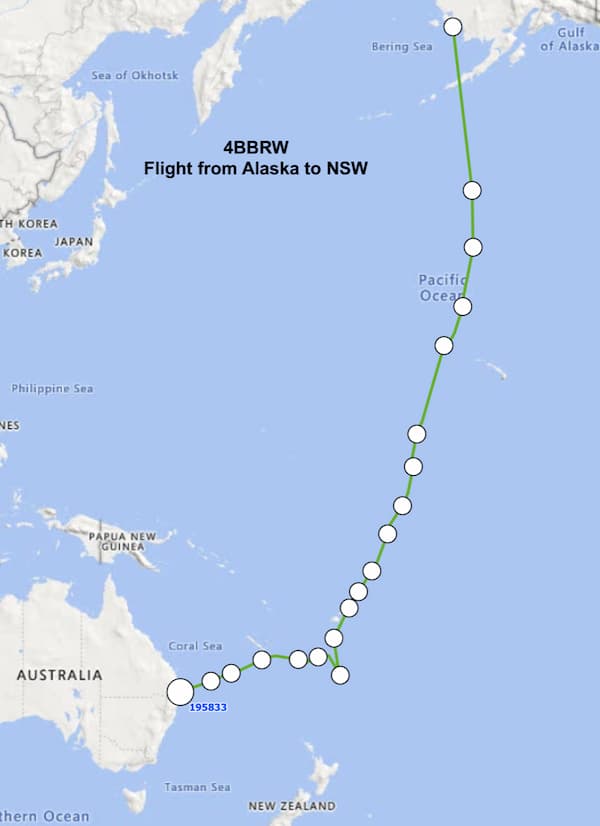 Gulf
of Alaska
Bering Sea
Sea of Okhotsk
4BBRW
Flight from Alaska to NSW
TH KOREA
JAPAN
KOREA
Pacific
Ocean
Philippine Sea
NES
PAPUA NEW
GUINEA
Coral Sea
AUSTRALIA
195833
Tasman Sea
NEW ZEALAND
thern Ocean